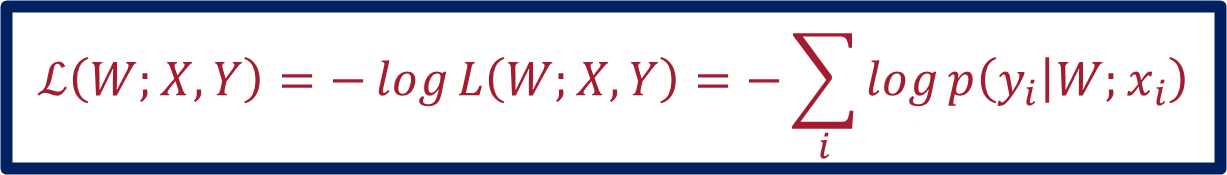 ℒ(W; X, Y) = − log L(W; X, Y) = − ∑ᵢ log p(yᵢ|W; xᵢ)